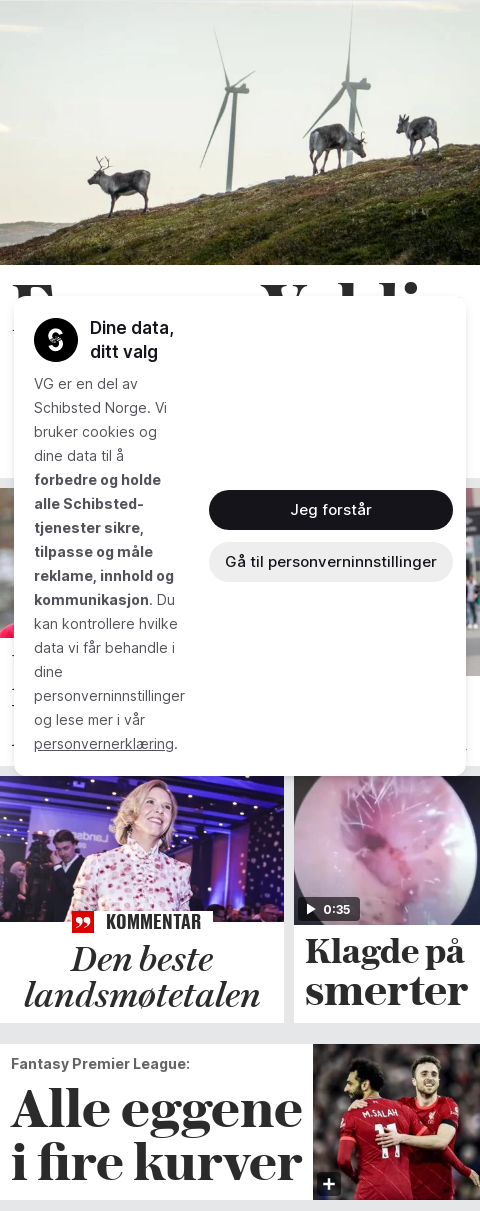 Dine data,
ditt valg
VG er en del av
Schibsted Norge. Vi
bruker cookies og
dine data til å
forbedre og holde
alle Schibsted-
tjenester sikre,
tilpasse og måle
reklame, innhold og
kommunikasjon. Du
kan kontrollere hvilke
data vi får behandle i
dine
personverninnstillinger
og lese mer i vår
personvernerklæring.
Jeg forstår
Gå til personverninnstillinger
KOMMENTAR
Den beste
landsmøtetalen
0:35
Klagde på
smerter
Fantasy Premier League:
Alle eggene
i fire kurver
M.SALAH
11